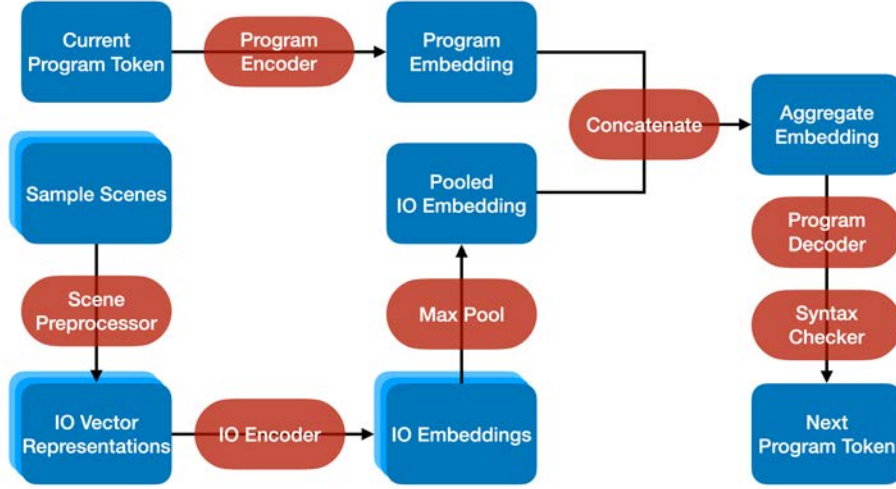 Current
Program Token
Program
Encoder
Program
Embedding
Concatenate
Aggregate
Embedding
Sample Scenes
Pooled
IO Embedding
Program
Decoder
Scene
Preprocessor
Max Pool
Syntax
Checker
IO Vector
Representations
IO Encoder
IO Embeddings
Next
Program Token